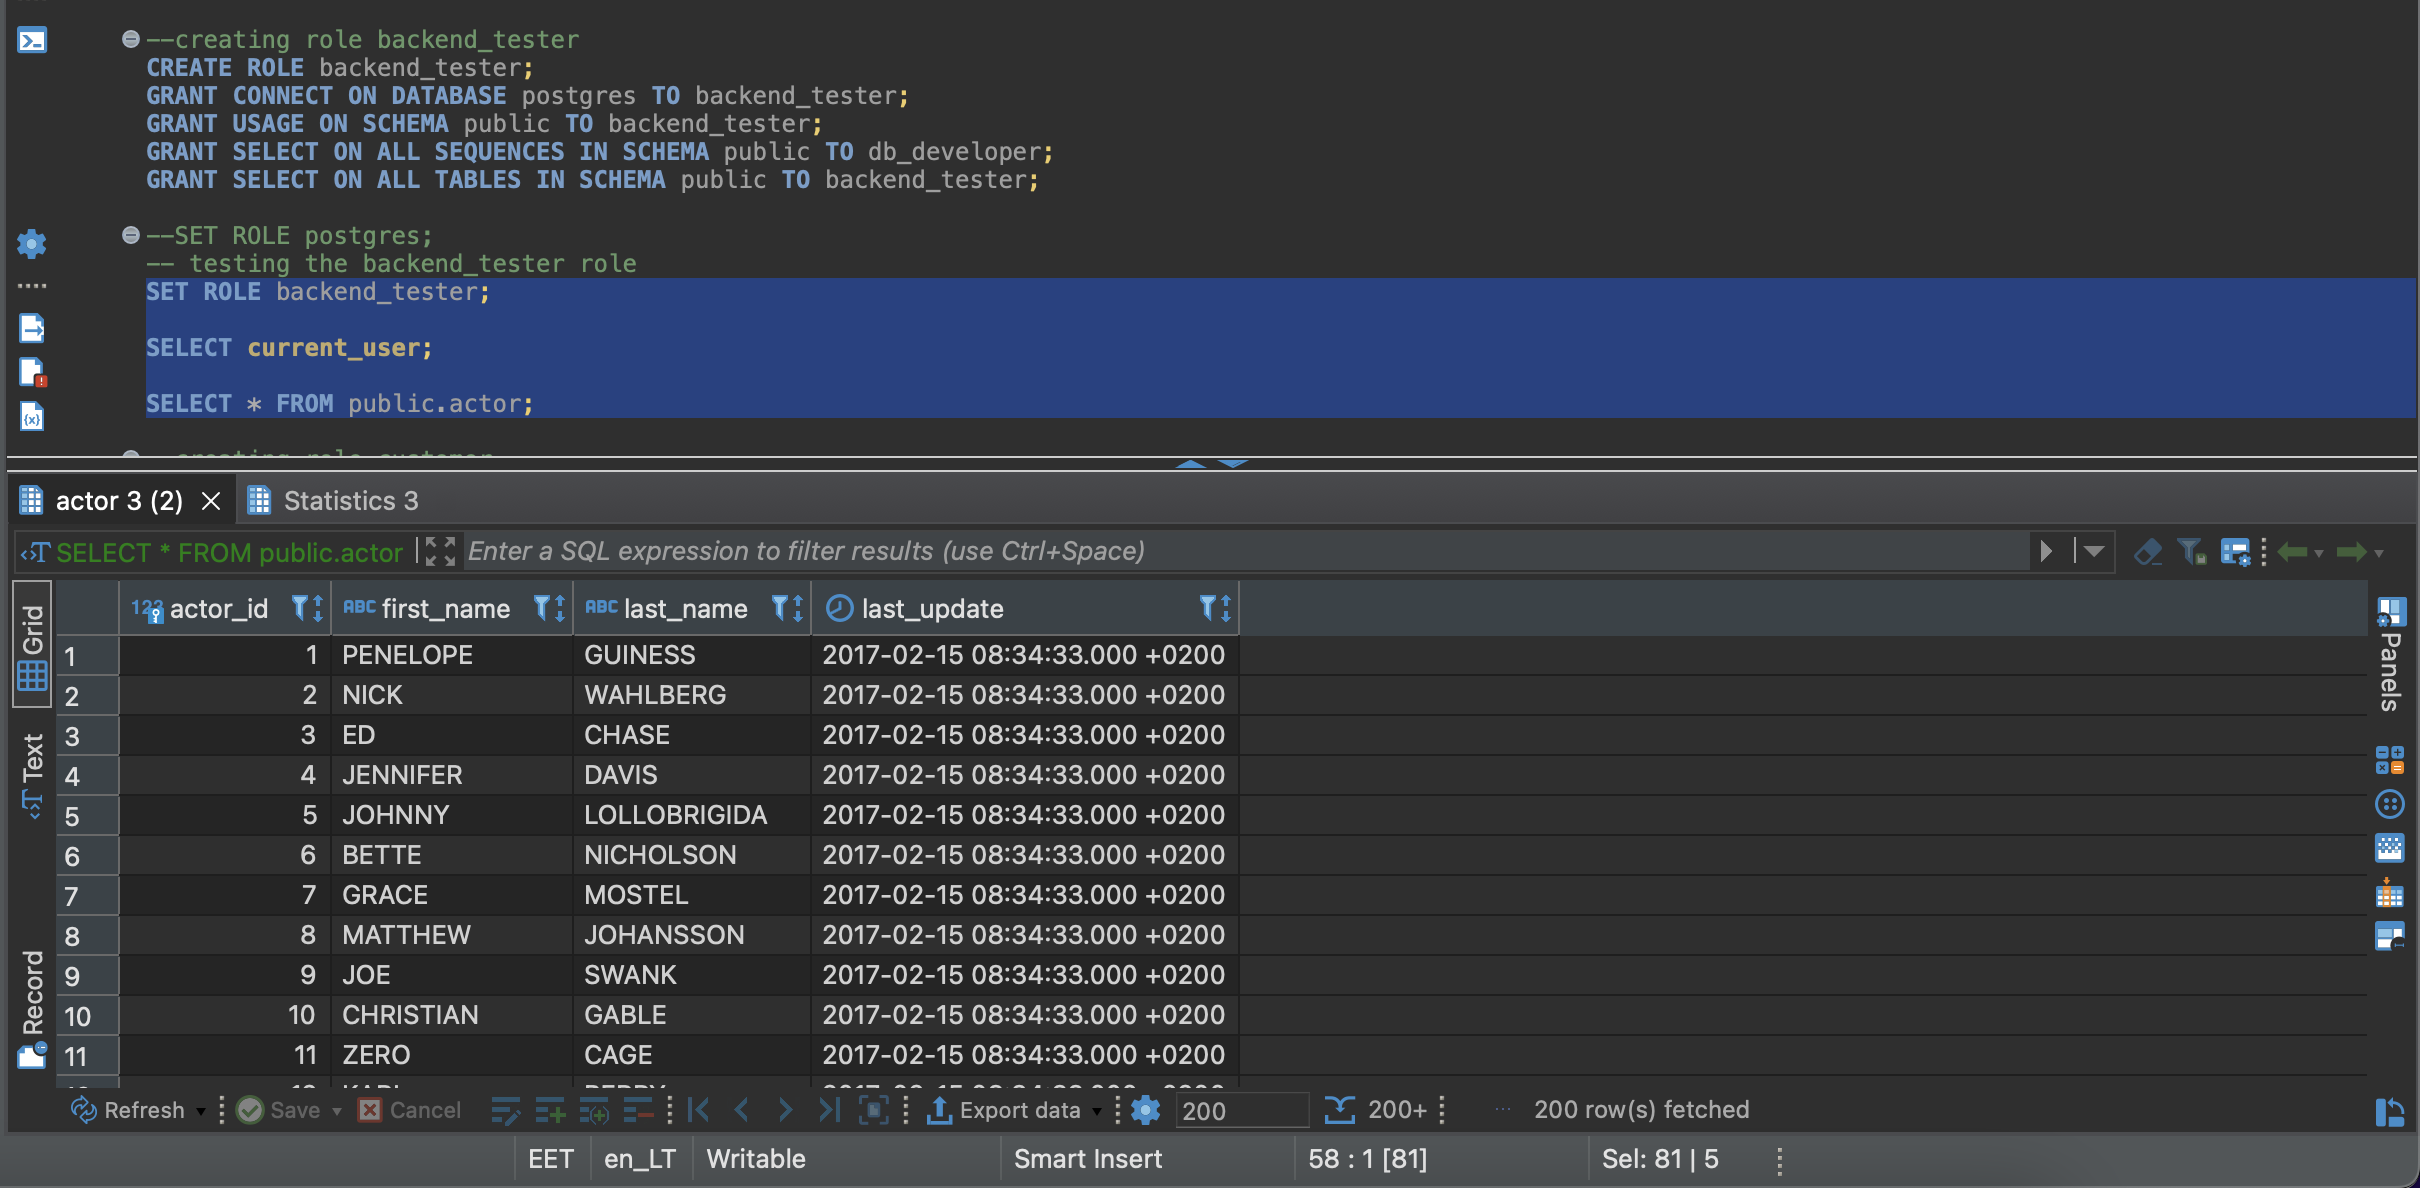 --creating role backend_tester
CREATE ROLE backend_tester;
GRANT CONNECT ON DATABASE postgres TO backend_tester;
GRANT USAGE ON SCHEMA public TO backend_tester;
GRANT SELECT ON ALL SEQUENCES IN SCHEMA public TO db_developer;
GRANT SELECT ON ALL TABLES IN SCHEMA public TO backend_tester;
--SET ROLE postgres;
-- testing the backend_tester role
SET ROLE backend_tester;
SELECT current_user;
SELECT * FROM public.actor;
actor 3 (2) Statistics 3
SELECT * FROM public.actor Enter a SQL expression to filter results (use Ctrl+Space)
Grid
Text
Record
Panels
123 actor_id ABC first_name ABC last_name last_update
1 1 PENELOPE GUINESS 2017-02-15 08:34:33.000 +0200
2 2 NICK WAHLBERG 2017-02-15 08:34:33.000 +0200
3 3 ED CHASE 2017-02-15 08:34:33.000 +0200
4 4 JENNIFER DAVIS 2017-02-15 08:34:33.000 +0200
5 5 JOHNNY LOLLOBRIGIDA 2017-02-15 08:34:33.000 +0200
6 6 BETTE NICHOLSON 2017-02-15 08:34:33.000 +0200
7 7 GRACE MOSTEL 2017-02-15 08:34:33.000 +0200
8 8 MATTHEW JOHANSSON 2017-02-15 08:34:33.000 +0200
9 9 JOE SWANK 2017-02-15 08:34:33.000 +0200
10 10 CHRISTIAN GABLE 2017-02-15 08:34:33.000 +0200
11 11 ZERO CAGE 2017-02-15 08:34:33.000 +0200
Refresh Save Cancel Export data 200 200+ ... 200 row(s) fetched
EET en_LT Writable Smart Insert 58 : 1 [81] Sel: 81 | 5